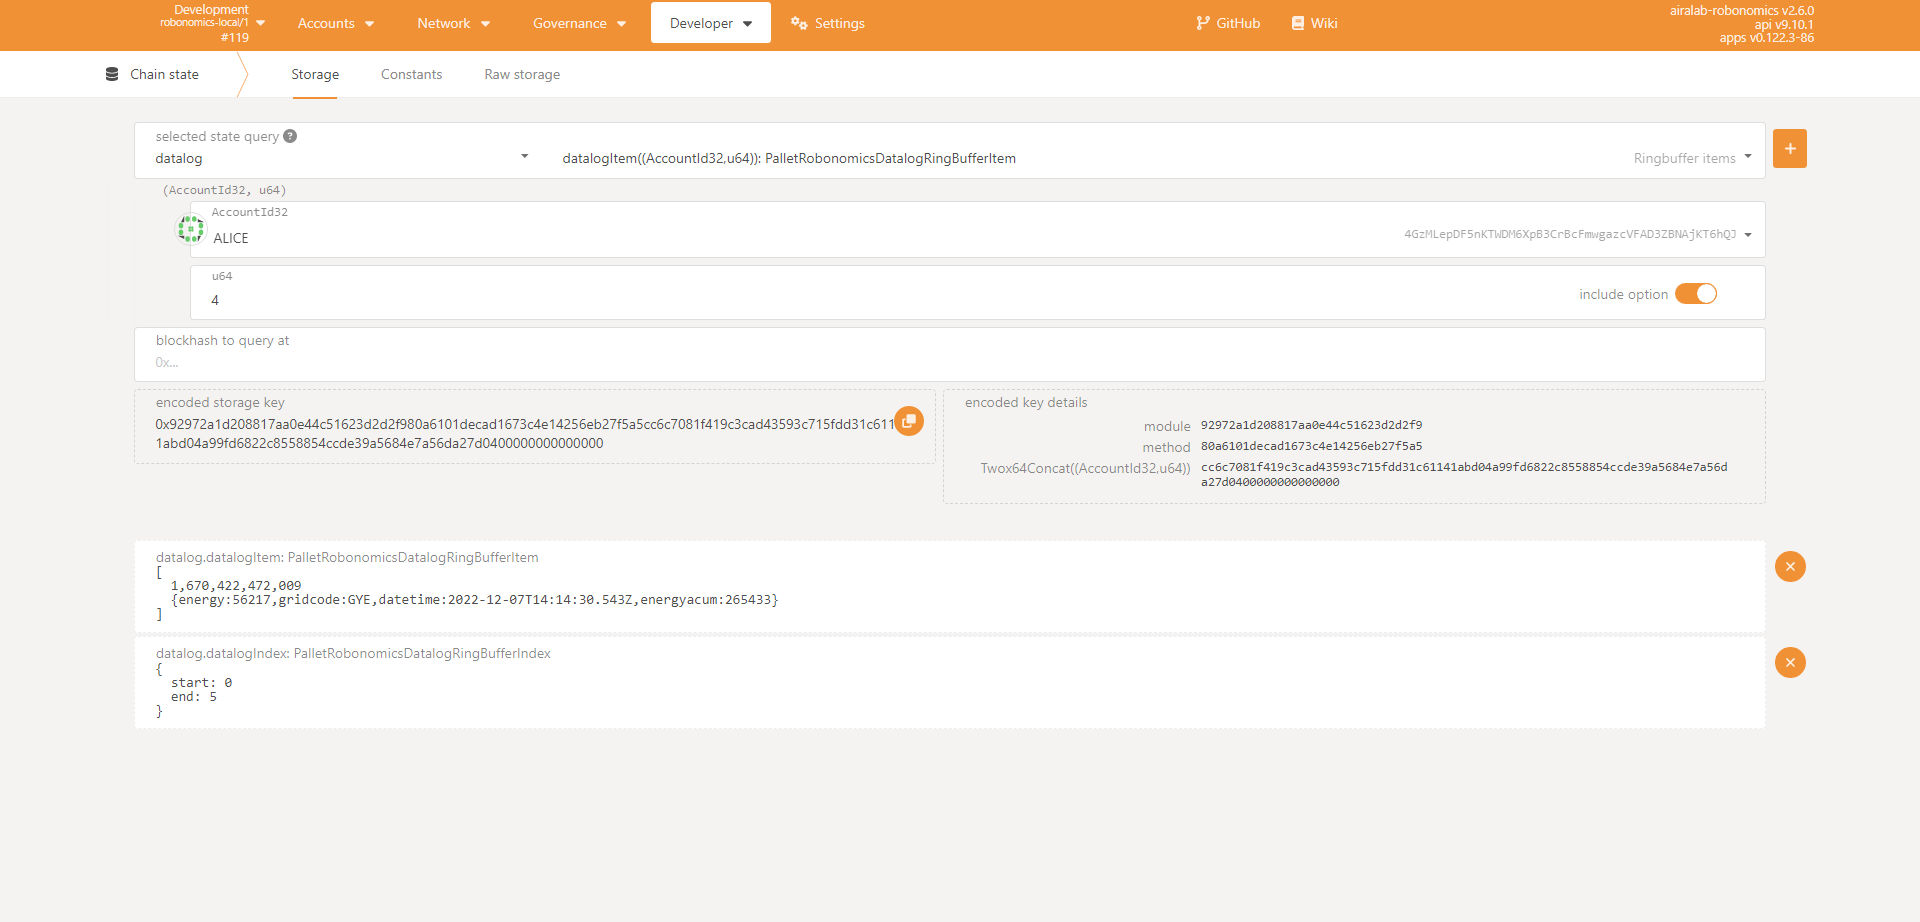 Development
robonomics-local/1
#119
Accounts
Network
Governance
Developer
Settings
GitHub
Wiki
airalab-robonomics v2.6.0
api v9.10.1
apps v0.122.3-86
Chain state
Storage
Constants
Raw storage
selected state query ?
datalog
datalogItem((AccountId32,u64)): PalletRobonomicsDatalogRingBufferItem
Ringbuffer items
(AccountId32, u64)
AccountId32
ALICE
4GzMLepDF5nKTWDM6XpB3CrBcFmwgazcVFAD3ZBNAjKT6hQJ
u64
4
include option
blockhash to query at
0x...
encoded storage key
0x92972a1d208817aa0e44c51623d2d2f980a6101decad1673c4e14256eb27f5a5cc6c7081f419c3cad43593c715fdd31c611
1abd04a99fd6822c8558854ccde39a5684e7a56da27d0400000000000000
encoded key details
module 92972a1d208817aa0e44c51623d2d2f9
method 80a6101decad1673c4e14256eb27f5a5
Twox64Concat((AccountId32,u64)) cc6c7081f419c3cad43593c715fdd31c61141abd04a99fd6822c8558854ccde39a5684e7a56d
a27d0400000000000000
datalog.datalogItem: PalletRobonomicsDatalogRingBufferItem
[
1,670,422,472,009
{energy:56217,gridcode:GYE,datetime:2022-12-07T14:14:30.543Z,energyacum:265433}
]
datalog.datalogIndex: PalletRobonomicsDatalogRingBufferIndex
{
start: 0
end: 5
}